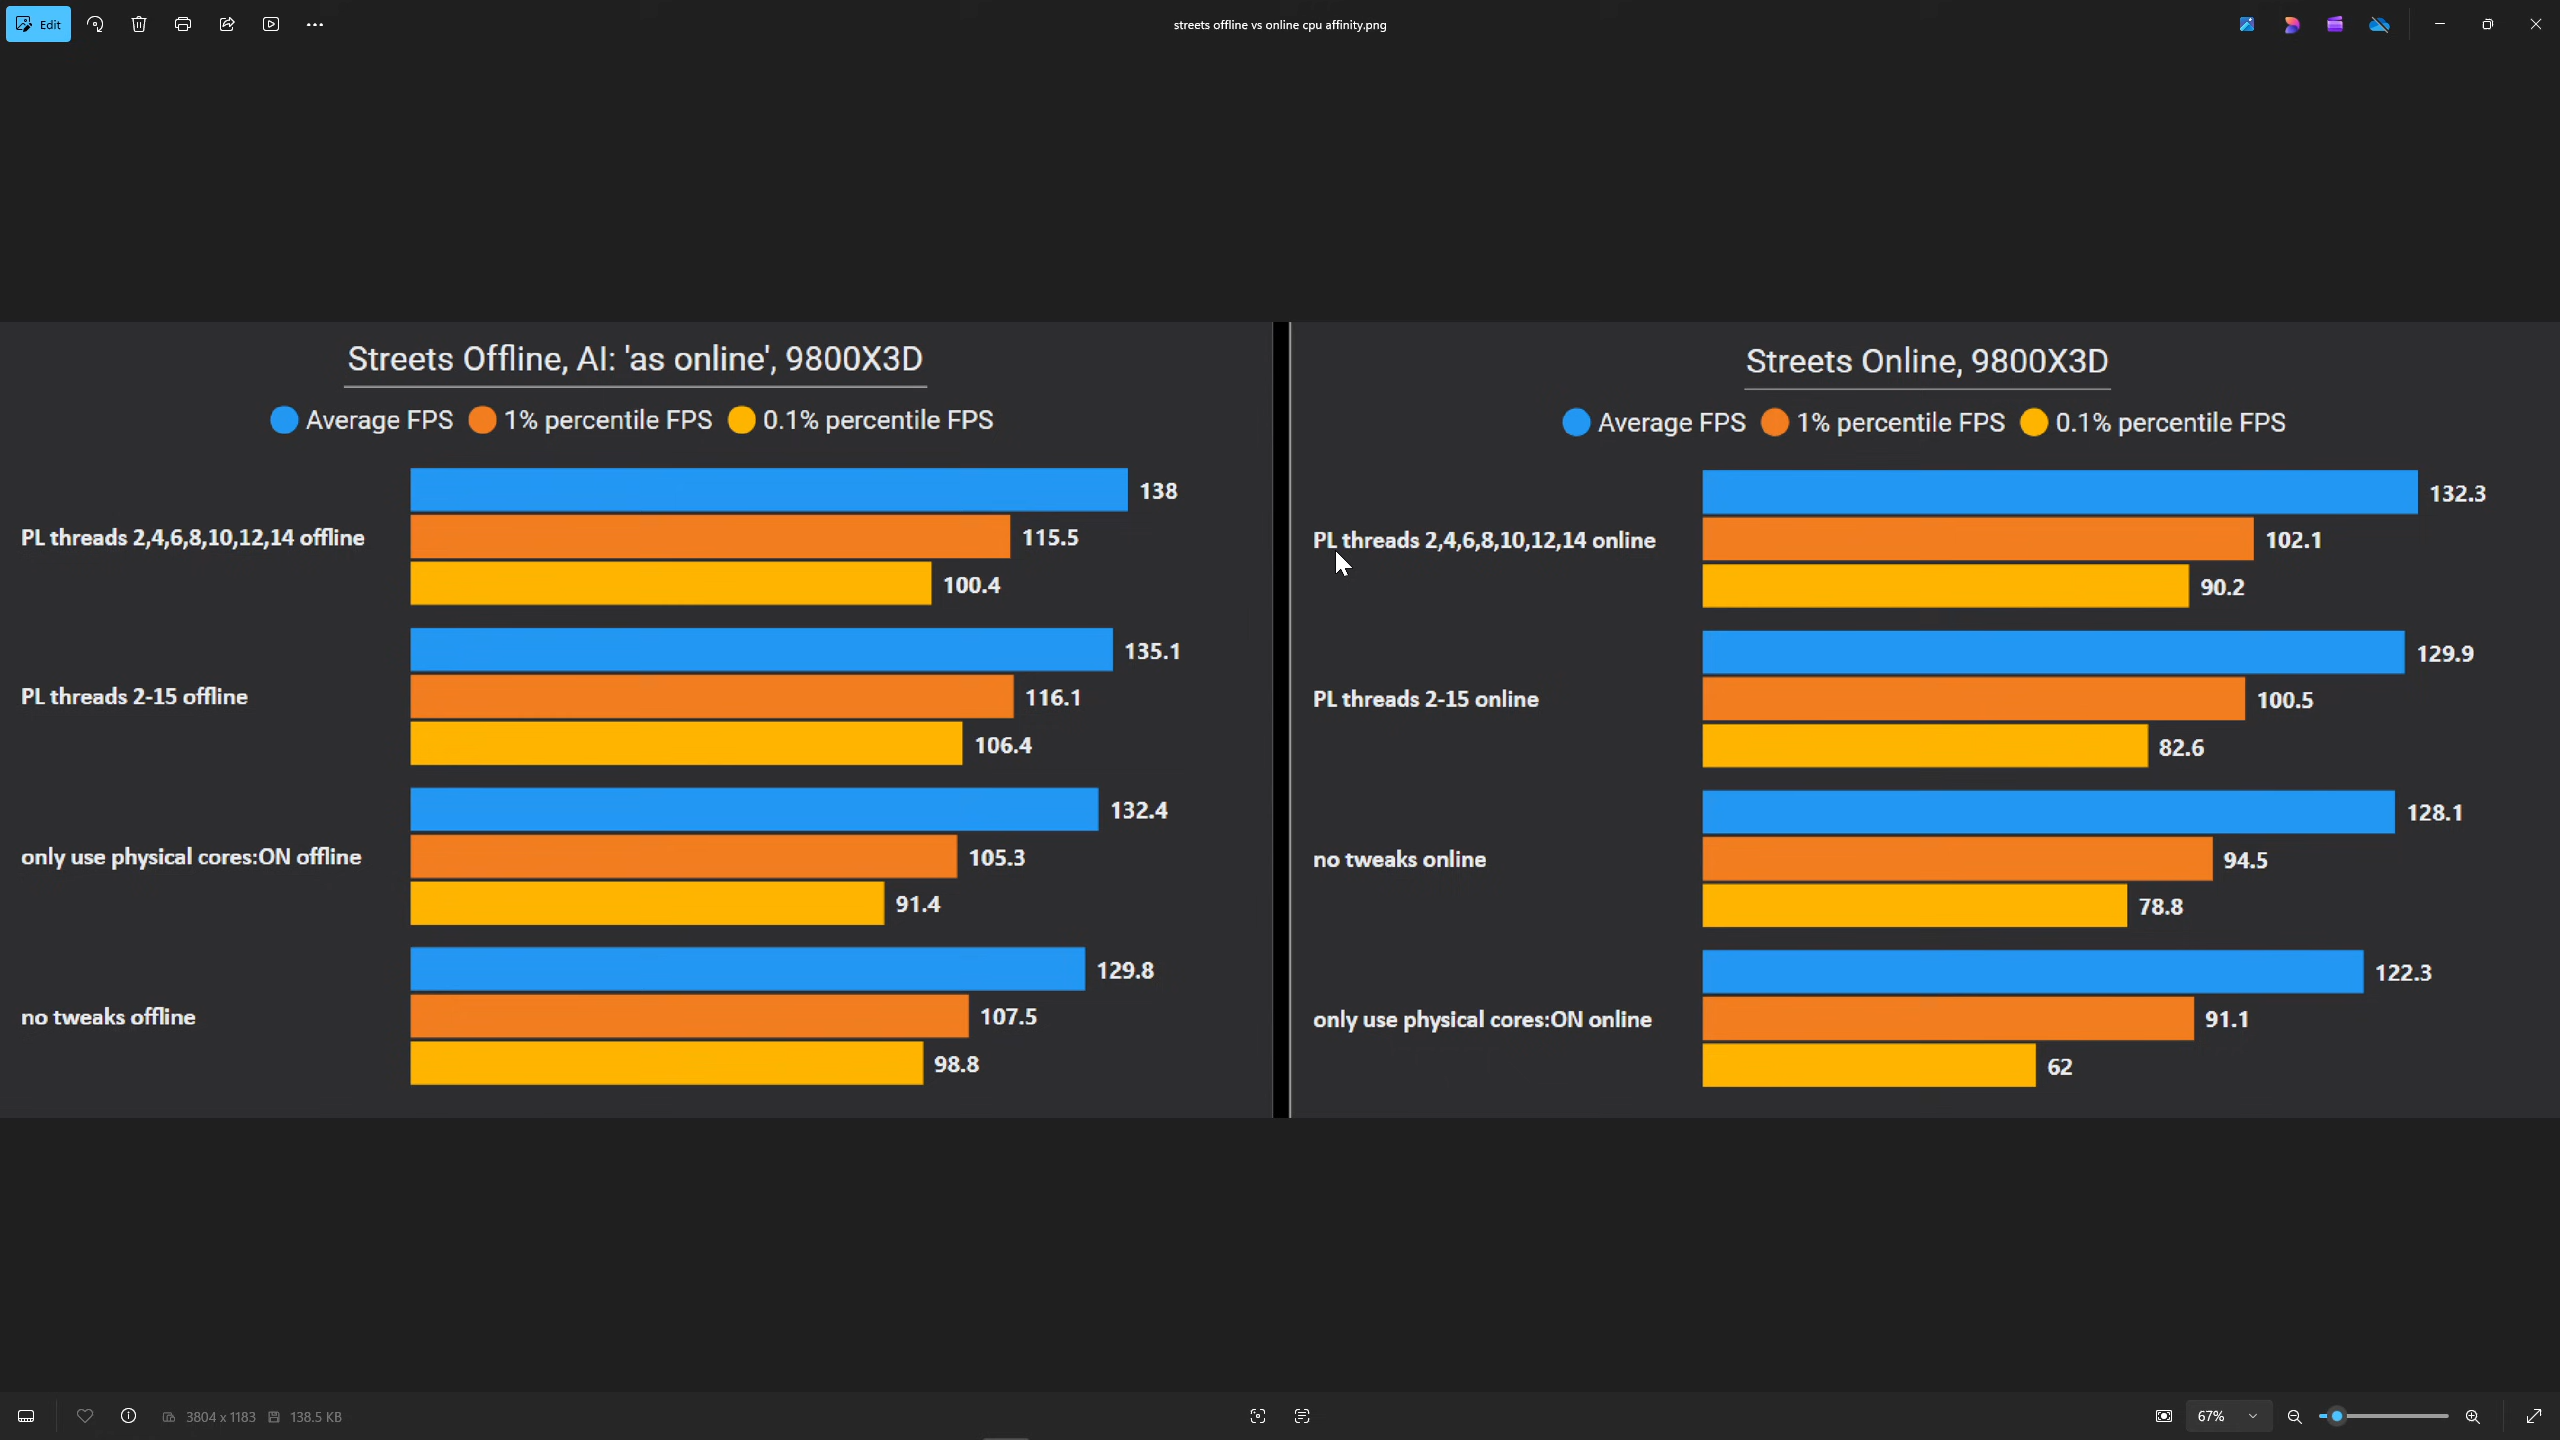 Edit
streets offline vs online cpu affinity.png
Streets Offline, AI: 'as online', 9800X3D
Average FPS 1% percentile FPS 0.1% percentile FPS
138
PL threads 2,4,6,8,10,12,14 offline 115.5
100.4
135.1
PL threads 2-15 offline 116.1
106.4
132.4
only use physical cores:ON offline 105.3
91.4
129.8
no tweaks offline 107.5
98.8
Streets Online, 9800X3D
Average FPS 1% percentile FPS 0.1% percentile FPS
132.3
PL threads 2,4,6,8,10,12,14 online 102.1
90.2
129.9
PL threads 2-15 online 100.5
82.6
128.1
no tweaks online 94.5
78.8
122.3
only use physical cores:ON online 91.1
62
3804 x 1183 138.5 KB
67%